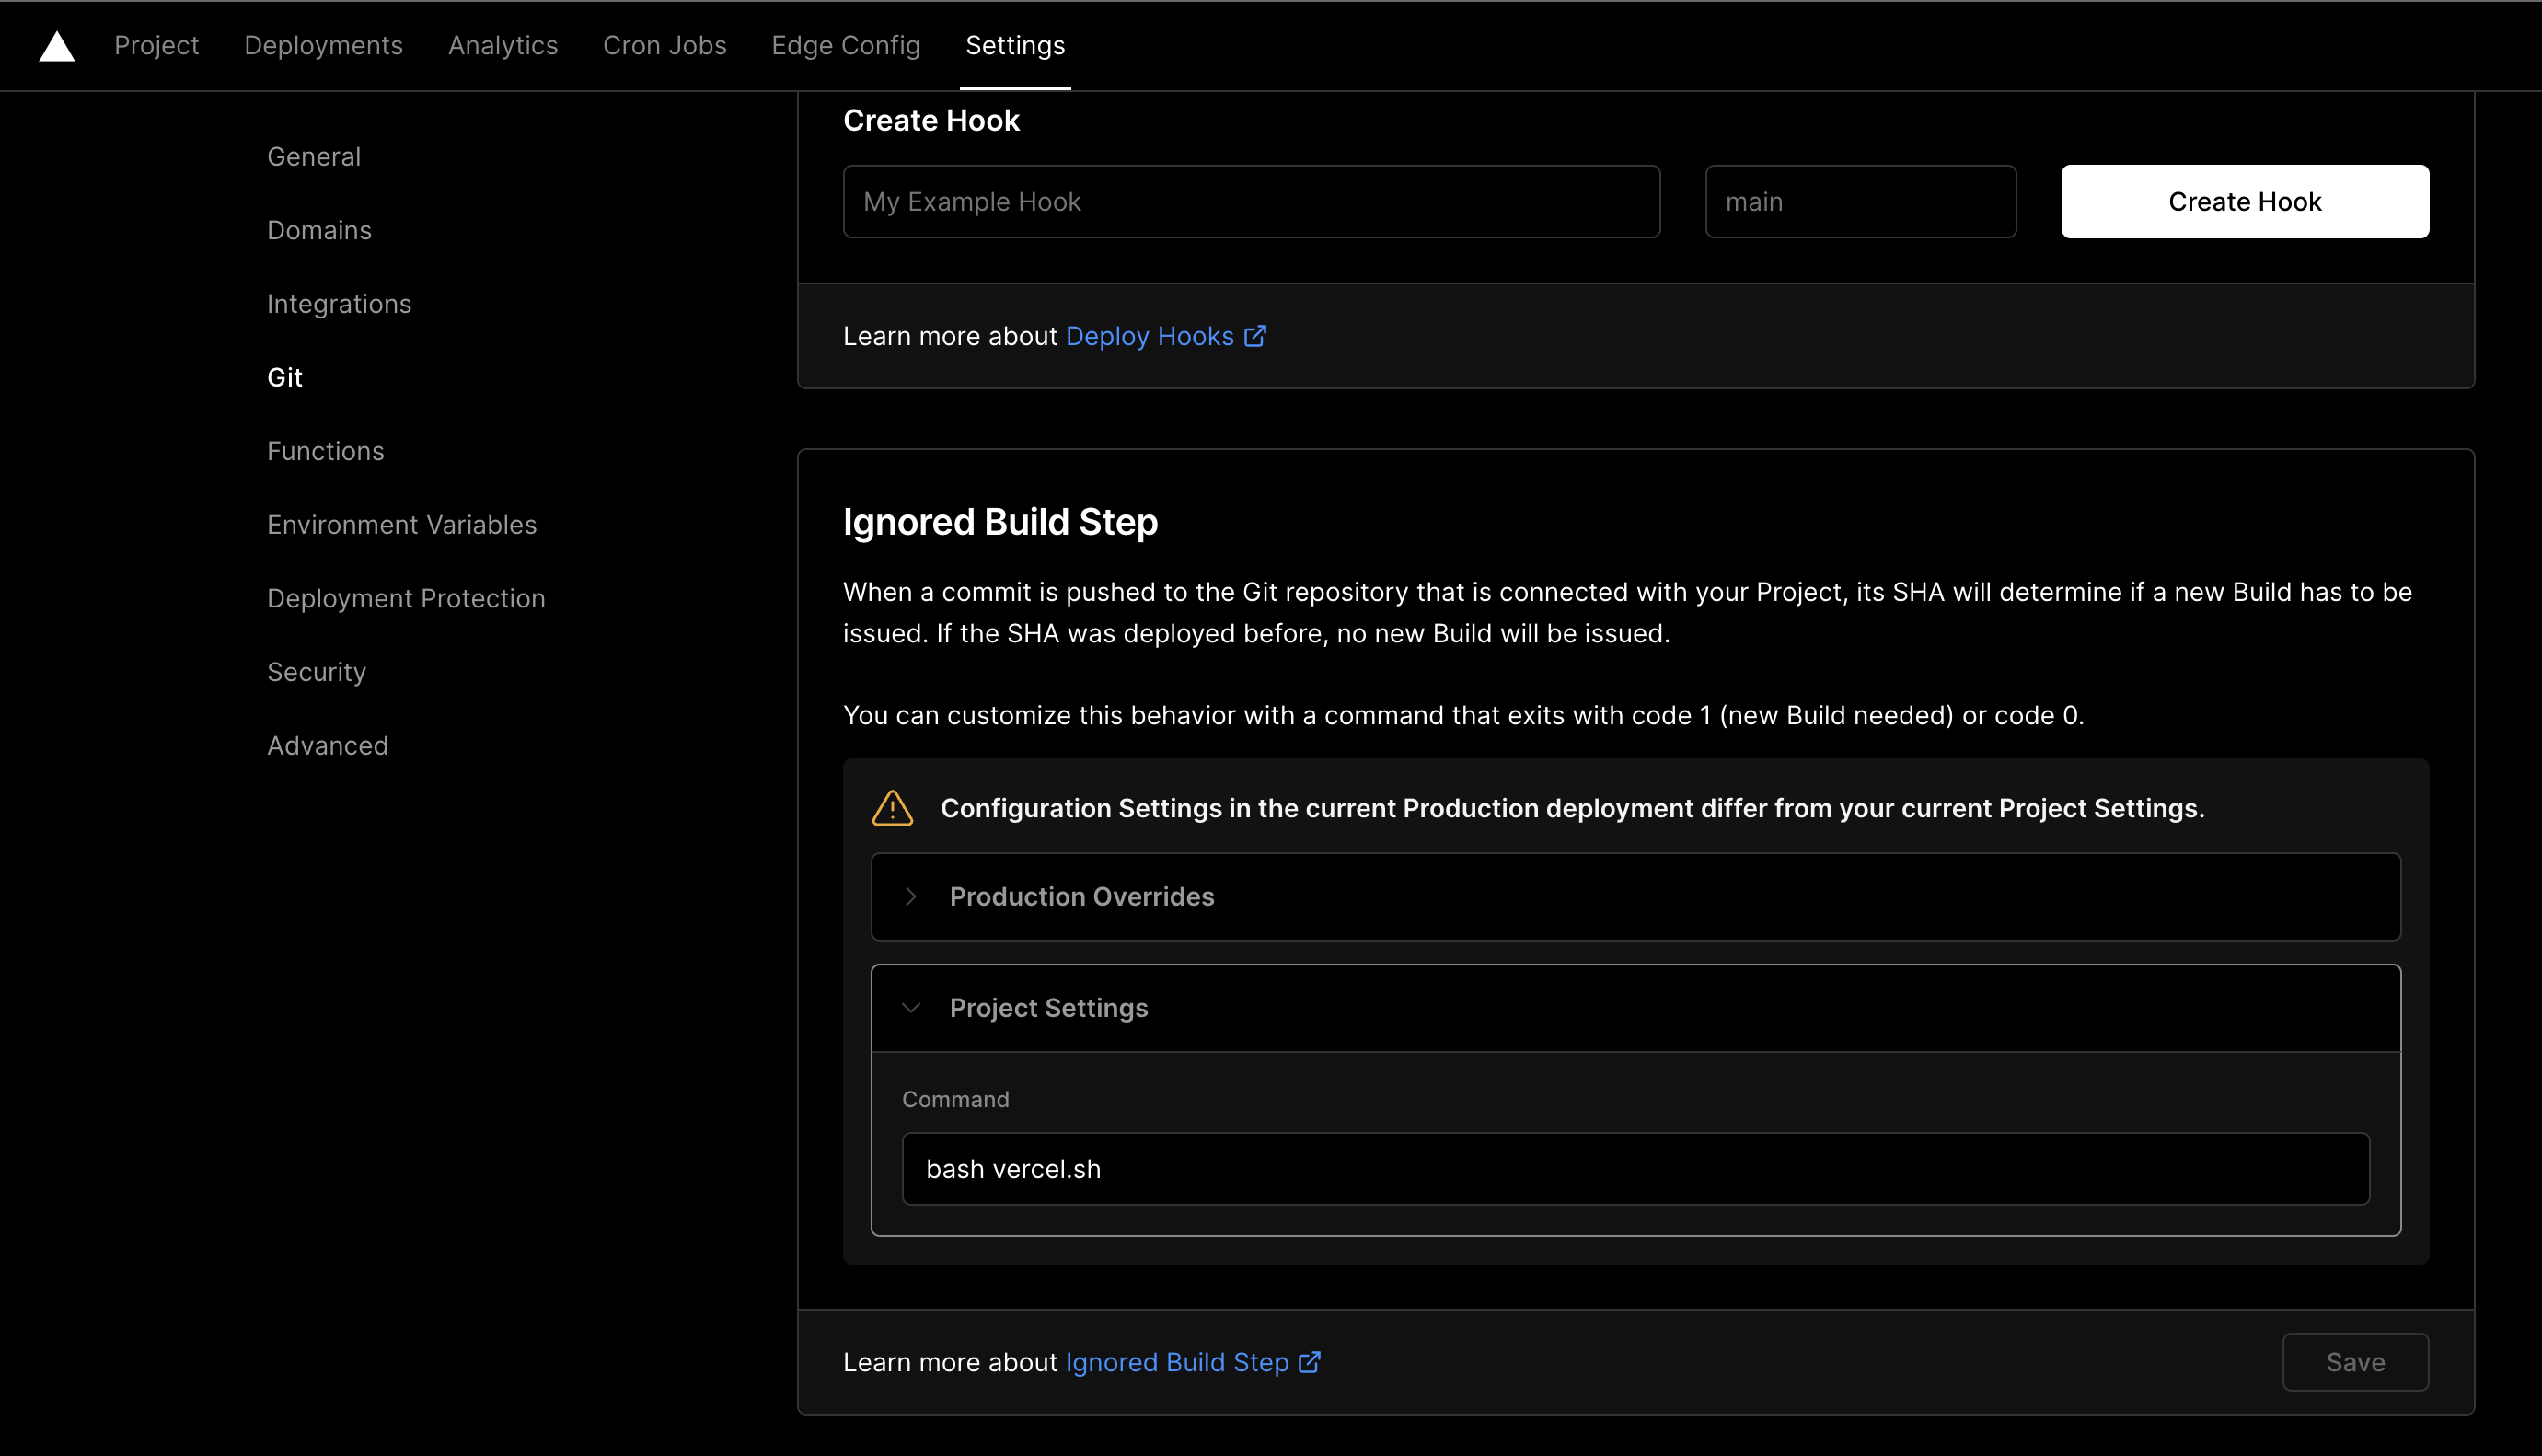 Project Deployments Analytics Cron Jobs Edge Config Settings
General
Domains
Integrations
Git
Functions
Environment Variables
Deployment Protection
Security
Advanced
Create Hook
My Example Hook main Create Hook
Learn more about Deploy Hooks
Ignored Build Step
When a commit is pushed to the Git repository that is connected with your Project, its SHA will determine if a new Build has to be
issued. If the SHA was deployed before, no new Build will be issued.
You can customize this behavior with a command that exits with code 1 (new Build needed) or code 0.
Configuration Settings in the current Production deployment differ from your current Project Settings.
Production Overrides
Project Settings
Command
bash vercel.sh
Learn more about Ignored Build Step Save